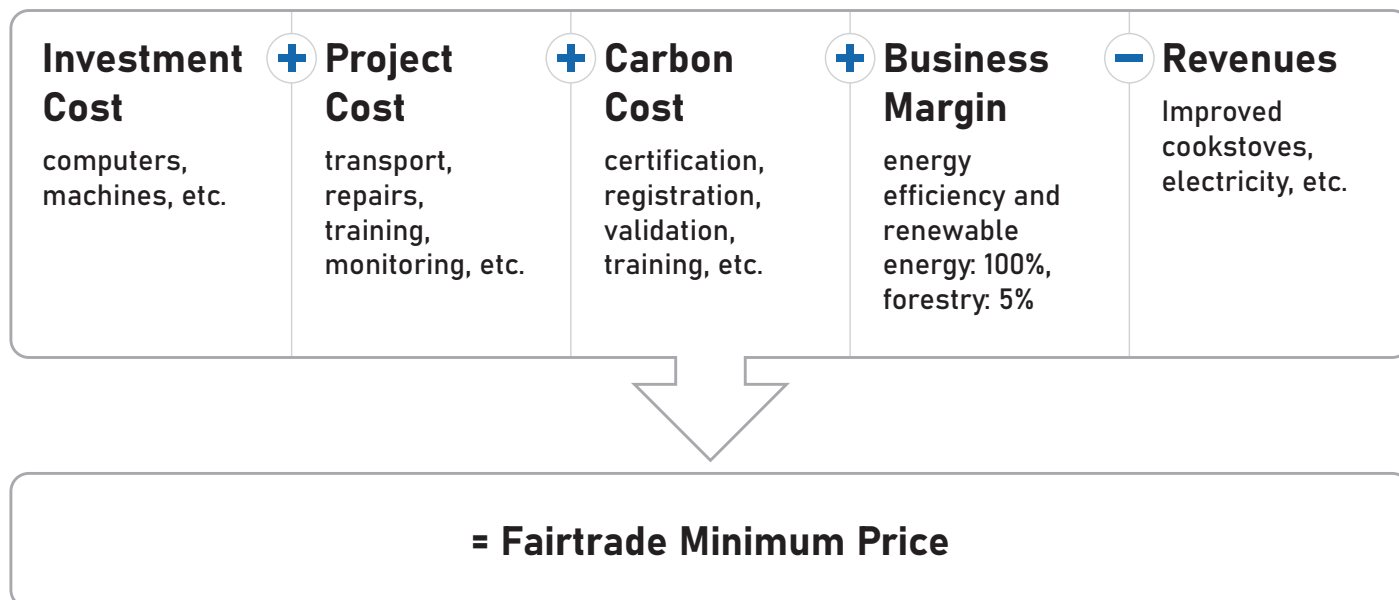 Investment
Cost
computers,
machines, etc.
+
Project
Cost
transport,
repairs,
training,
monitoring, etc.
+
Carbon
Cost
certification,
registration,
validation,
training, etc.
+
Business
Margin
energy
efficiency and
renewable
energy: 100%,
forestry: 5%
−
Revenues
Improved
cookstoves,
electricity, etc.
= Fairtrade Minimum Price